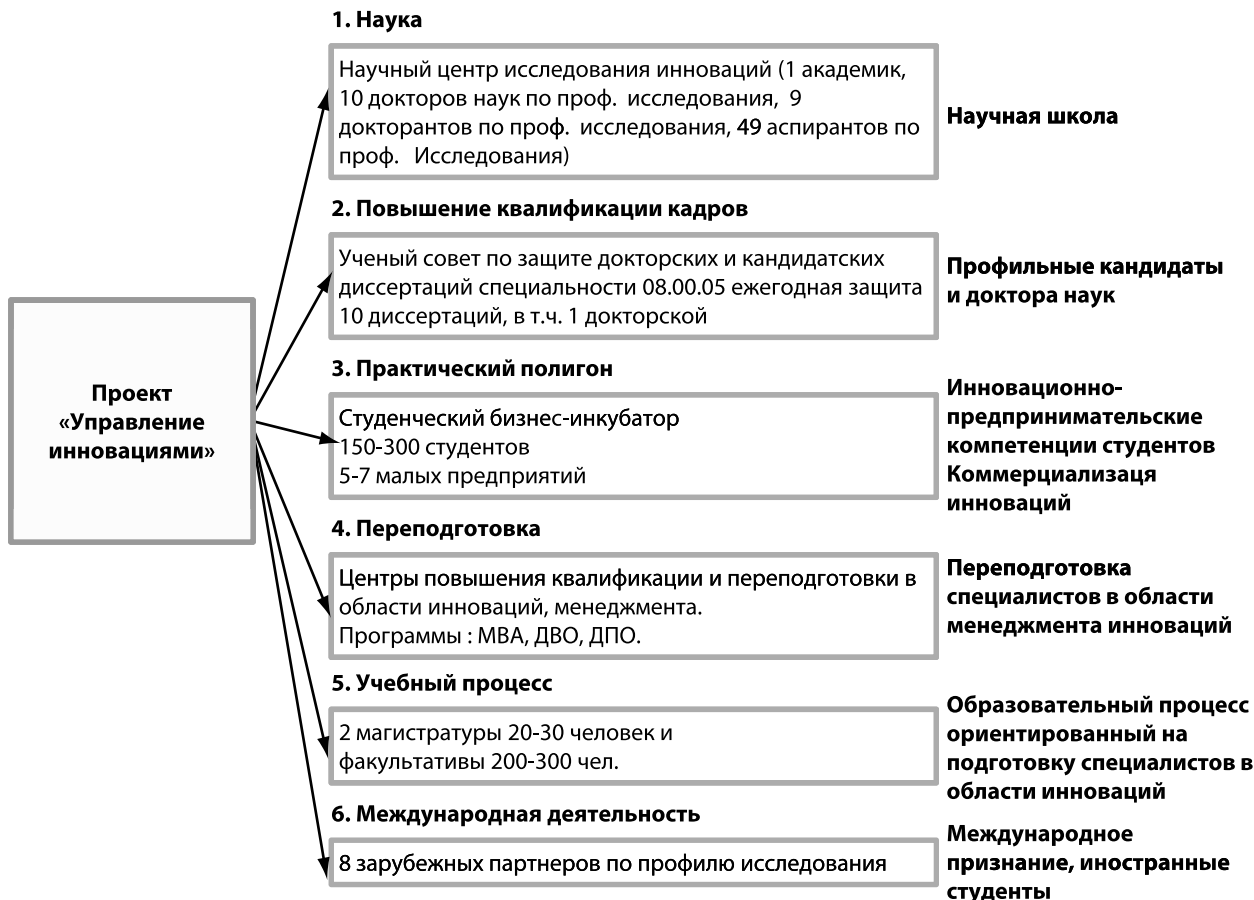 Проект
«Управление
инновациями»
1. Наука
Научный центр исследования инноваций (1 академик,
10 докторов наук по проф. исследования, 9
докторантов по проф. исследования, 49 аспирантов по
проф. Исследования)
Научная школа
2. Повышение квалификации кадров
Ученый совет по защите докторских и кандидатских
диссертаций специальности 08.00.05 ежегодная защита
10 диссертаций, в т.ч. 1 докторской
Профильные кандидаты
и доктора наук
3. Практический полигон
Студенческий бизнес-инкубатор
150-300 студентов
5-7 малых предприятий
Инновационно-
предпринимательские
компетенции студентов
Коммерциализаця
инноваций
4. Переподготовка
Центры повышения квалификации и переподготовки в
области инноваций, менеджмента.
Программы : МВА, ДВО, ДПО.
Переподготовка
специалистов в области
менеджмента инноваций
5. Учебный процесс
2 магистратуры 20-30 человек и
факультативы 200-300 чел.
Образовательный процесс
ориентированный на
подготовку специалистов в
области инноваций
6. Международная деятельность
8 зарубежных партнеров по профилю исследования
Международное
признание, иностранные
студенты